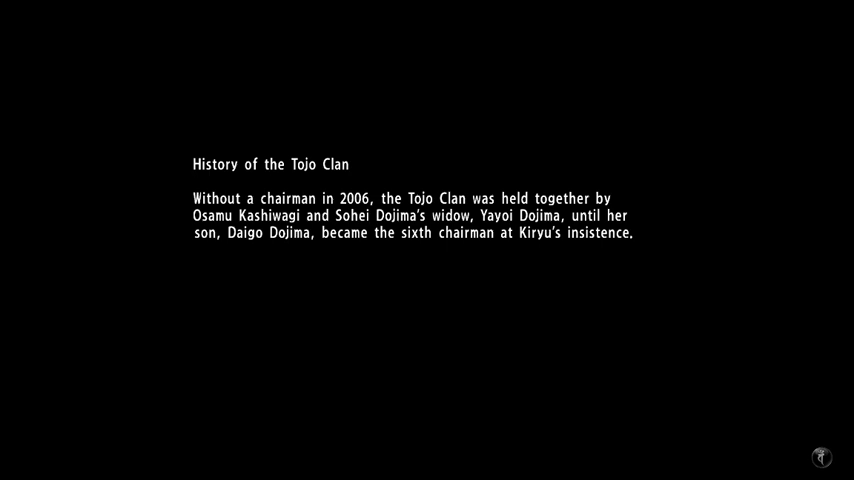 History of the Tojo Clan
Without a chairman in 2006, the Tojo Clan was held together by
Osamu Kashiwagi and Sohei Dojima's widow, Yayoi Dojima, until her
son, Daigo Dojima, became the sixth chairman at Kiryu's insistence.